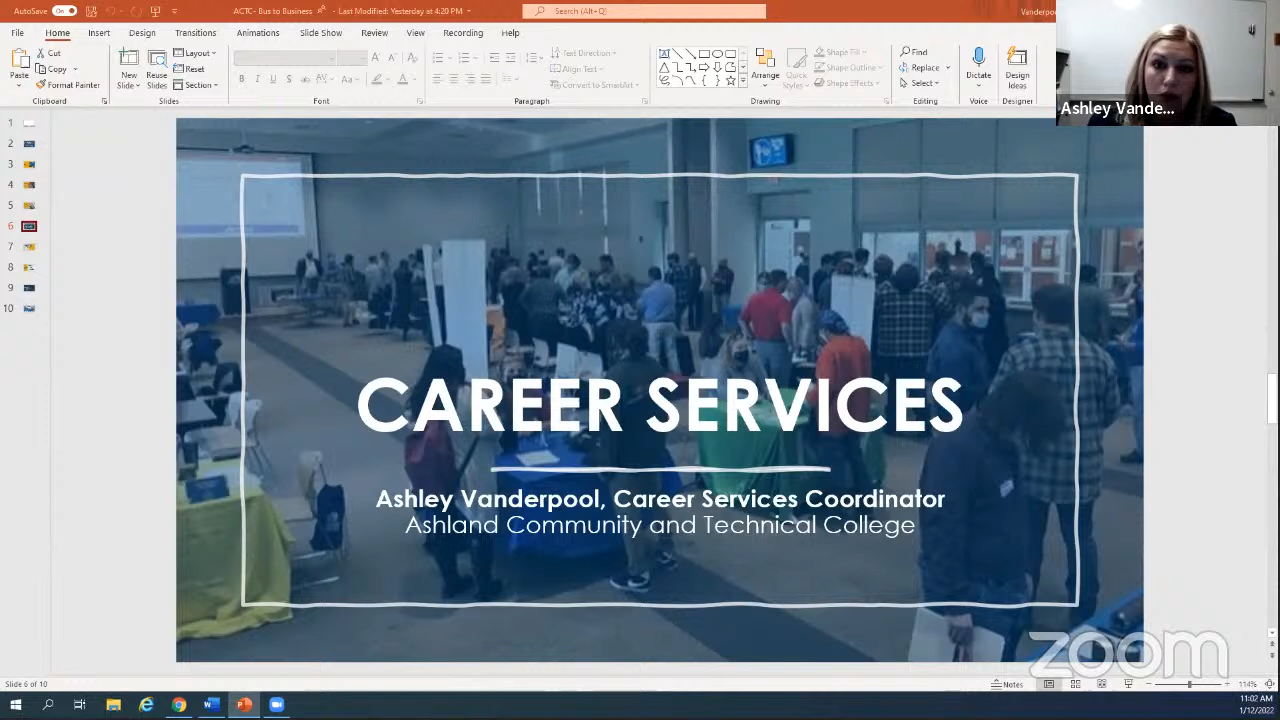 AutoSave On ACTC- Bus to Business - Last Modified: Yesterday at 4:20 PM Search (Alt+Q) Vanderpoo
File Home Insert Design Transitions Animations Slide Show Review View Recording Help
Paste Cut Copy Format Painter
Clipboard
New Slide Reuse Slides Layout Reset Section
Slides
B I U S
Font
Text Direction Align Text Convert to SmartArt
Paragraph
Arrange Quick Styles Shape Fill Shape Outline Shape Effects
Drawing
Find Replace Select
Editing
Dictate
Voice
Design Ideas
Designer
Ashley Vande...
1
2
3
4
5
6
7
8
9
10
CAREER SERVICES
Ashley Vanderpool, Career Services Coordinator
Ashland Community and Technical College
zoom
Slide 6 of 10 Notes 114%
11:02 AM
1/12/2022